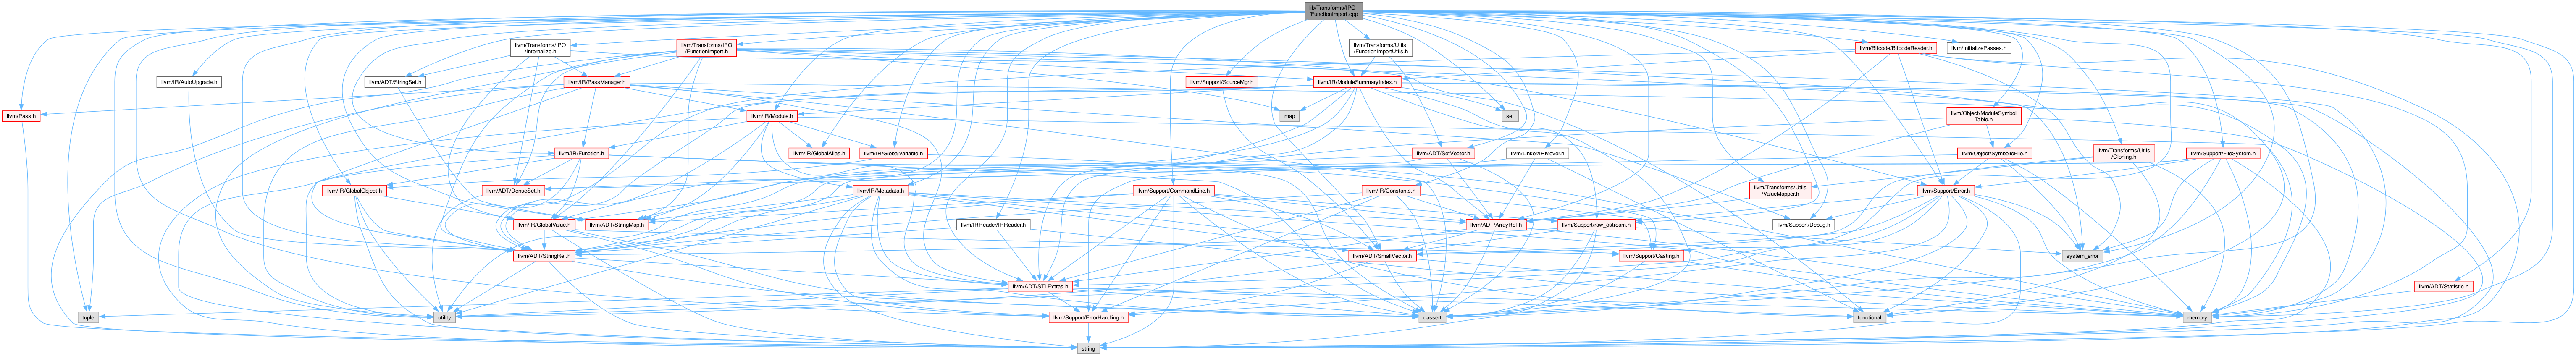 lib/Transforms/IPO
/FunctionImport.cpp
llvm/Transforms/IPO
/Internalize.h
llvm/Transforms/IPO
/FunctionImport.h
llvm/Transforms/Utils
/FunctionImportUtils.h
llvm/Bitcode/BitcodeReader.h
llvm/InitializePasses.h
llvm/IR/AutoUpgrade.h
llvm/ADT/StringSet.h
llvm/IR/PassManager.h
llvm/Support/SourceMgr.h
llvm/IR/ModuleSummaryIndex.h
llvm/Pass.h
llvm/IR/Module.h
map
set
llvm/Object/ModuleSymbol
Table.h
llvm/IR/Function.h
llvm/IR/GlobalAlias.h
llvm/IR/GlobalVariable.h
llvm/ADT/SetVector.h
llvm/Linker/IRMover.h
llvm/Object/SymbolicFile.h
llvm/Transforms/Utils
/Cloning.h
llvm/Support/FileSystem.h
llvm/IR/GlobalObject.h
llvm/ADT/DenseSet.h
llvm/IR/Metadata.h
llvm/Support/CommandLine.h
llvm/IR/Constants.h
llvm/Transforms/Utils
/ValueMapper.h
llvm/Support/Error.h
llvm/IR/GlobalValue.h
llvm/ADT/StringMap.h
llvm/IRReader/IRReader.h
llvm/ADT/ArrayRef.h
llvm/Support/raw_ostream.h
llvm/Support/Debug.h
llvm/ADT/StringRef.h
llvm/ADT/SmallVector.h
llvm/Support/Casting.h
system_error
llvm/ADT/STLExtras.h
llvm/ADT/Statistic.h
tuple
utility
llvm/Support/ErrorHandling.h
cassert
functional
memory
string